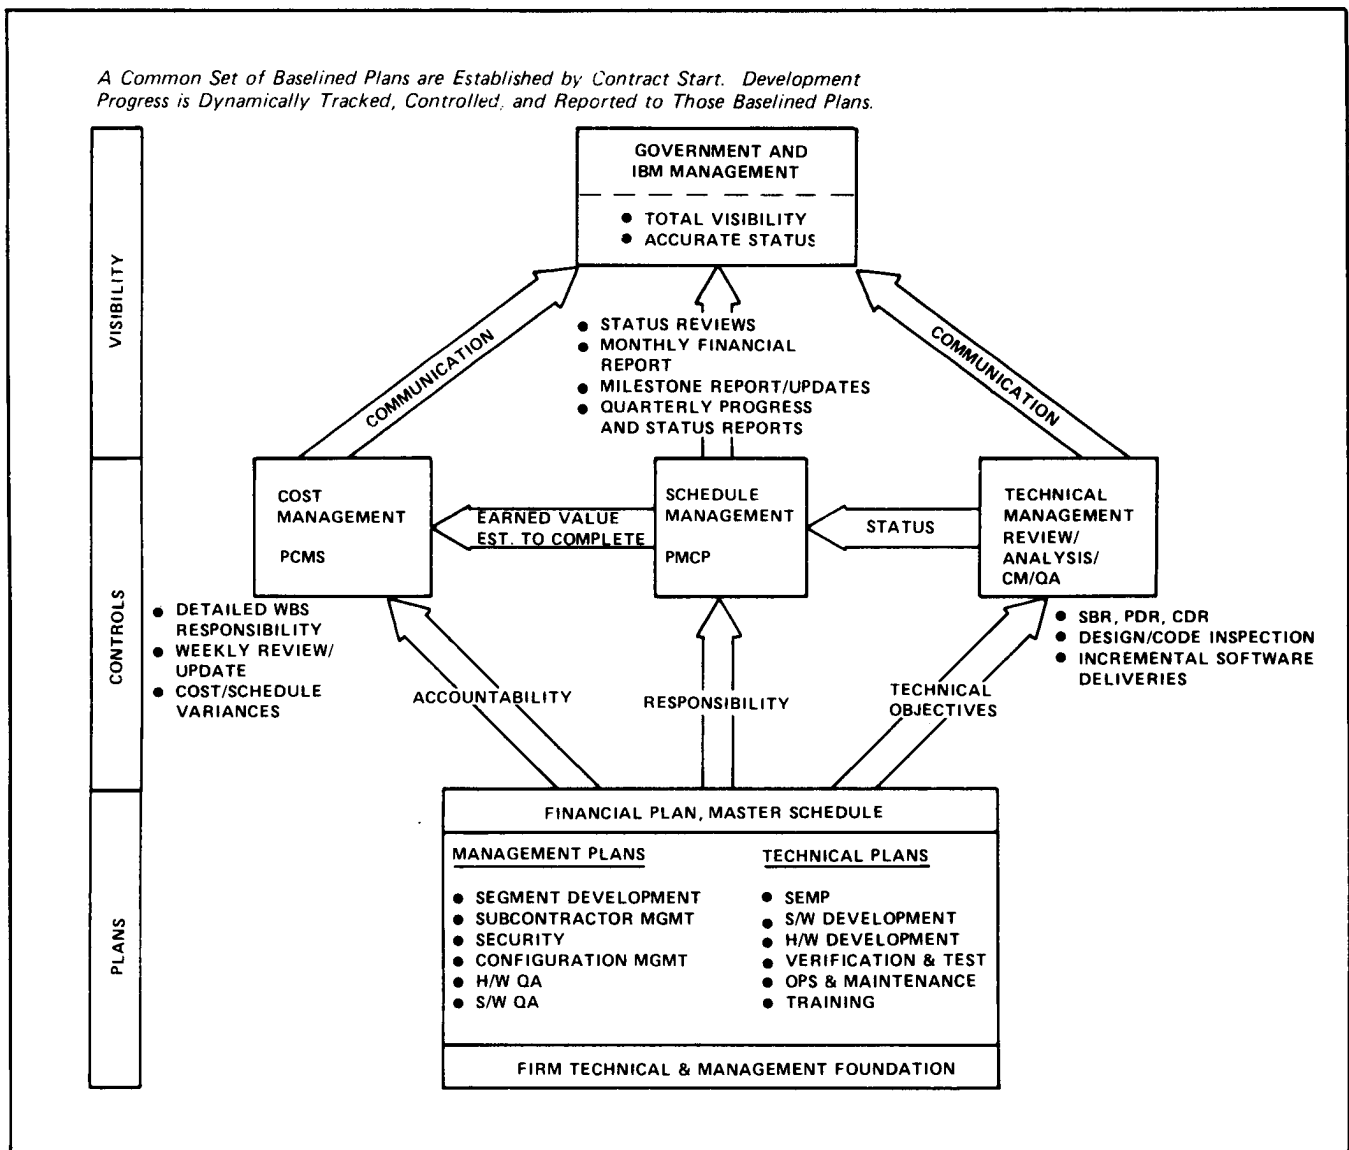 A Common Set of Baselined Plans are Established by Contract Start. Development
Progress is Dynamically Tracked, Controlled, and Reported to Those Baselined Plans.
VISIBILITY
GOVERNMENT AND
IBM MANAGEMENT
● TOTAL VISIBILITY
● ACCURATE STATUS
COMMUNICATION
● STATUS REVIEWS
● MONTHLY FINANCIAL
REPORT
● MILESTONE REPORT/UPDATES
● QUARTERLY PROGRESS
AND STATUS REPORTS
COMMUNICATION
CONTROLS
COST
MANAGEMENT
PCMS
EARNED VALUE
EST. TO COMPLETE
SCHEDULE
MANAGEMENT
PMCP
STATUS
TECHNICAL
MANAGEMENT
REVIEW/
ANALYSIS/
CM/QA
● DETAILED WBS
RESPONSIBILITY
● WEEKLY REVIEW/
UPDATE
● COST/SCHEDULE
VARIANCES
ACCOUNTABILITY
RESPONSIBILITY
TECHNICAL
OBJECTIVES
● SBR, PDR, CDR
● DESIGN/CODE INSPECTION
● INCREMENTAL SOFTWARE
DELIVERIES
PLANS
FINANCIAL PLAN, MASTER SCHEDULE
MANAGEMENT PLANS
● SEGMENT DEVELOPMENT
● SUBCONTRACTOR MGMT
● SECURITY
● CONFIGURATION MGMT
● H/W QA
● S/W QA
TECHNICAL PLANS
● SEMP
● S/W DEVELOPMENT
● H/W DEVELOPMENT
● VERIFICATION & TEST
● OPS & MAINTENANCE
● TRAINING
FIRM TECHNICAL & MANAGEMENT FOUNDATION